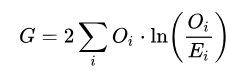 G = 2 ∑_i O_i · ln(O_i / E_i)